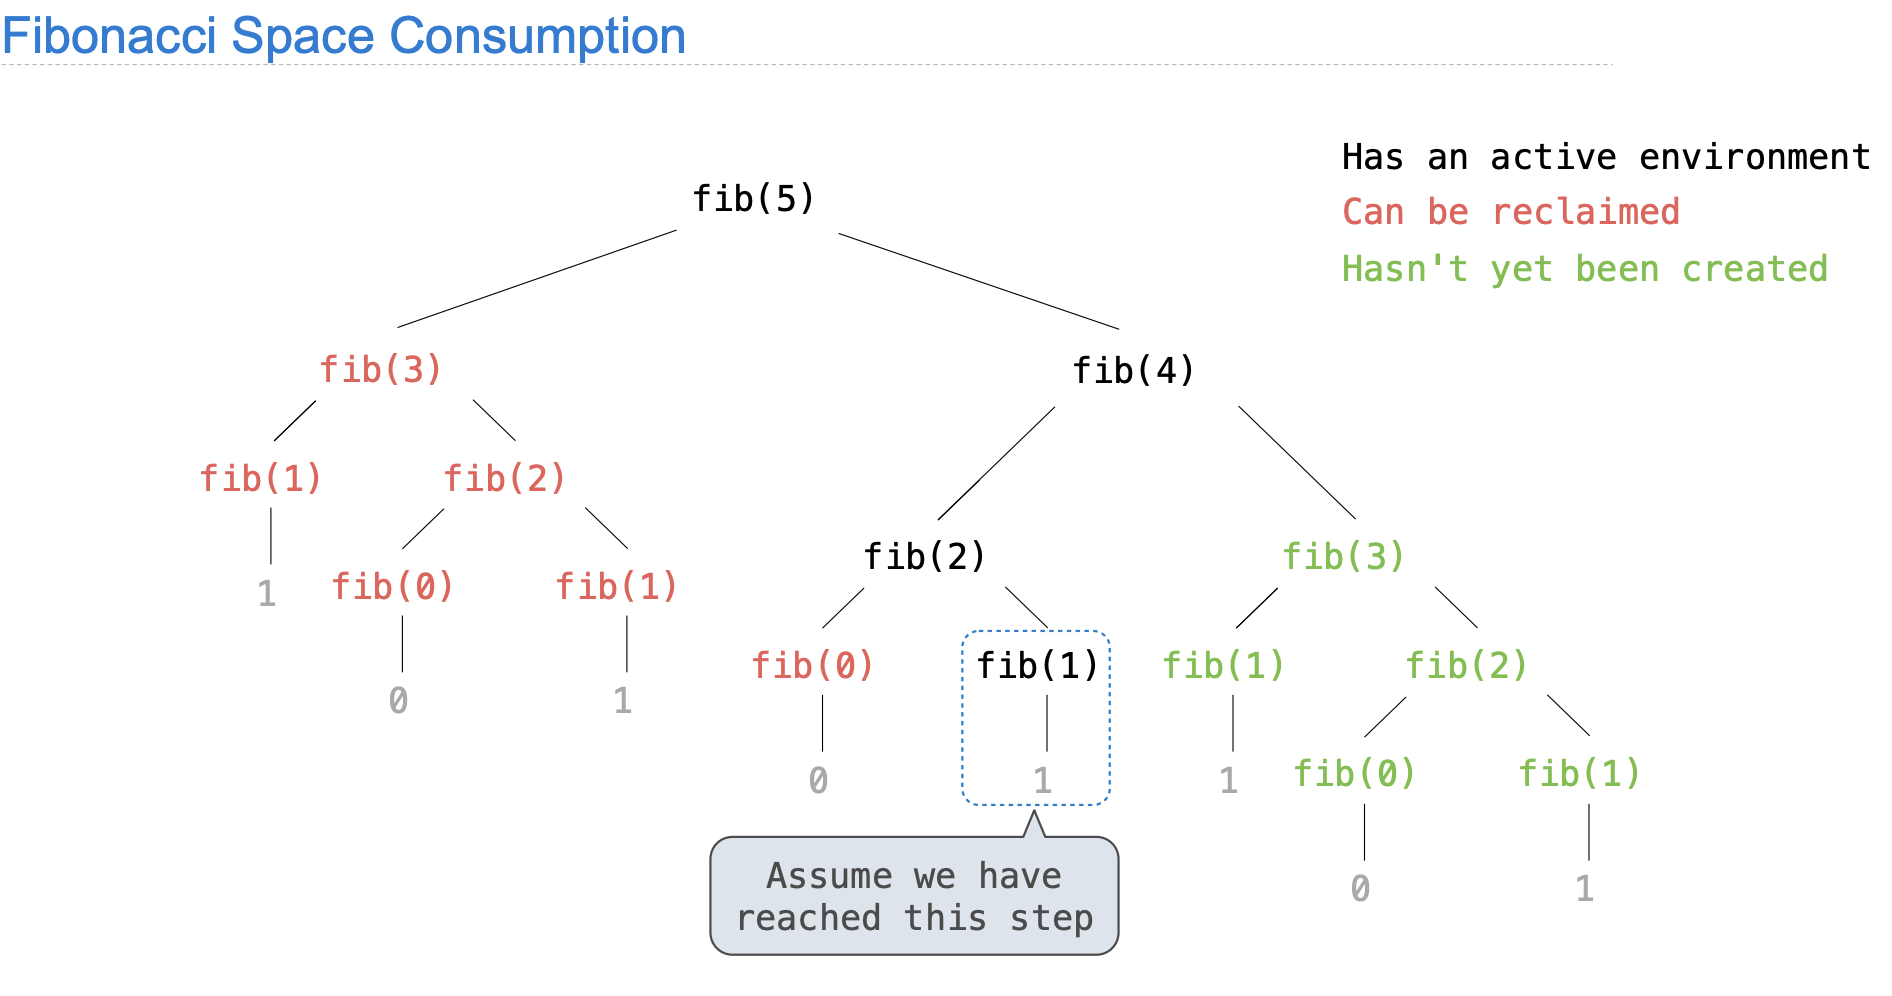 Fibonacci Space Consumption
Has an active environment
Can be reclaimed
Hasn't yet been created
fib(5)
fib(3)
fib(4)
fib(1)
fib(2)
fib(2)
fib(3)
1
fib(0)
fib(1)
fib(0)
fib(1)
fib(1)
fib(2)
0
1
0
1
1
fib(0)
fib(1)
Assume we have
reached this step
0
1